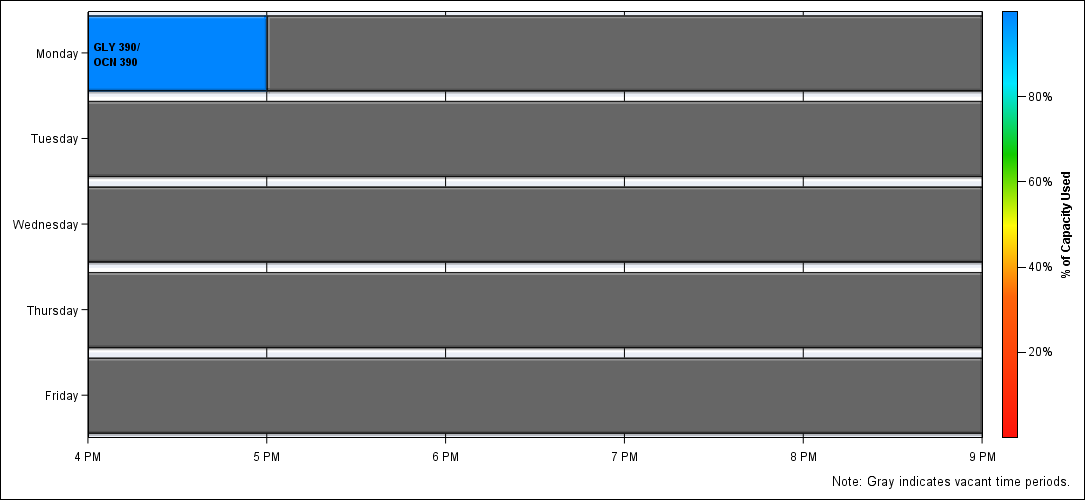 Monday
GLY 390/
OCN 390
Tuesday
Wednesday
Thursday
Friday
4 PM 5 PM 6 PM 7 PM 8 PM 9 PM
80%
60%
40%
20%
% of Capacity Used
Note: Gray indicates vacant time periods.